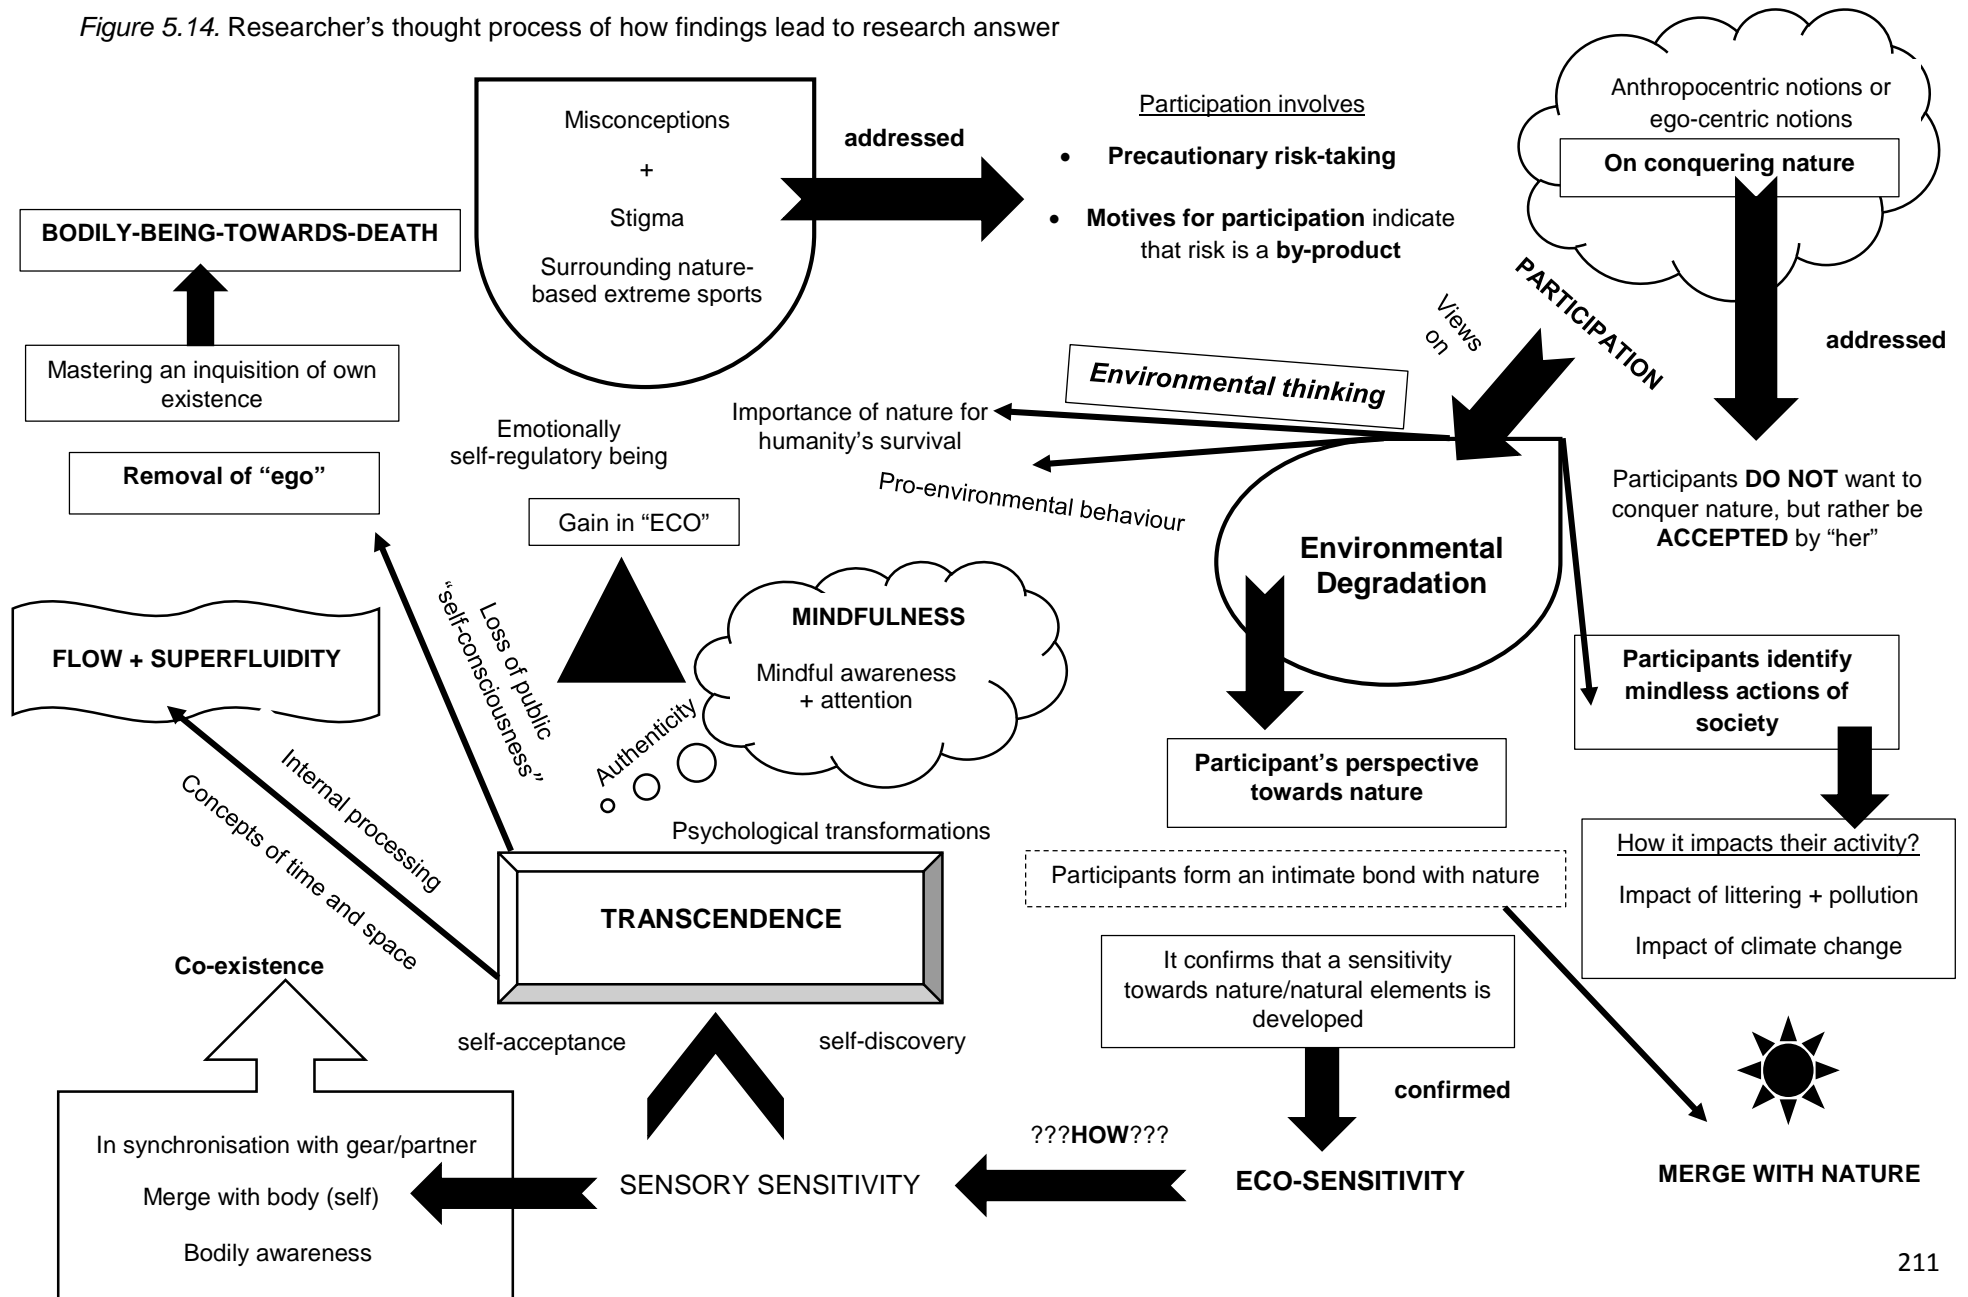 Figure 5.14. Researcher’s thought process of how findings lead to research answer
Misconceptions
+
Stigma
Surrounding nature-
based extreme sports
addressed
Participation involves
• Precautionary risk-taking
• Motives for participation indicate
that risk is a by-product
Anthropocentric notions or
ego-centric notions
On conquering nature
addressed
Participants DO NOT want to
conquer nature, but rather be
ACCEPTED by “her”
PARTICIPATION
Views
on
Environmental thinking
Importance of nature for
humanity’s survival
Pro-environmental behaviour
Environmental
Degradation
Participants identify
mindless actions of
society
How it impacts their activity?
Impact of littering + pollution
Impact of climate change
Participant’s perspective
towards nature
Participants form an intimate bond with nature
It confirms that a sensitivity
towards nature/natural elements is
developed
confirmed
MERGE WITH NATURE
ECO-SENSITIVITY
???HOW???
SENSORY SENSITIVITY
In synchronisation with gear/partner
Merge with body (self)
Bodily awareness
Co-existence
self-acceptance
self-discovery
TRANSCENDENCE
Psychological transformations
Authenticity
MINDFULNESS
Mindful awareness
+ attention
Gain in “ECO”
Emotionally
self-regulatory being
Loss of public
“self-consciousness”
Internal processing
Concepts of time and space
FLOW + SUPERFLUIDITY
Removal of “ego”
Mastering an inquisition of own
existence
BODILY-BEING-TOWARDS-DEATH
211